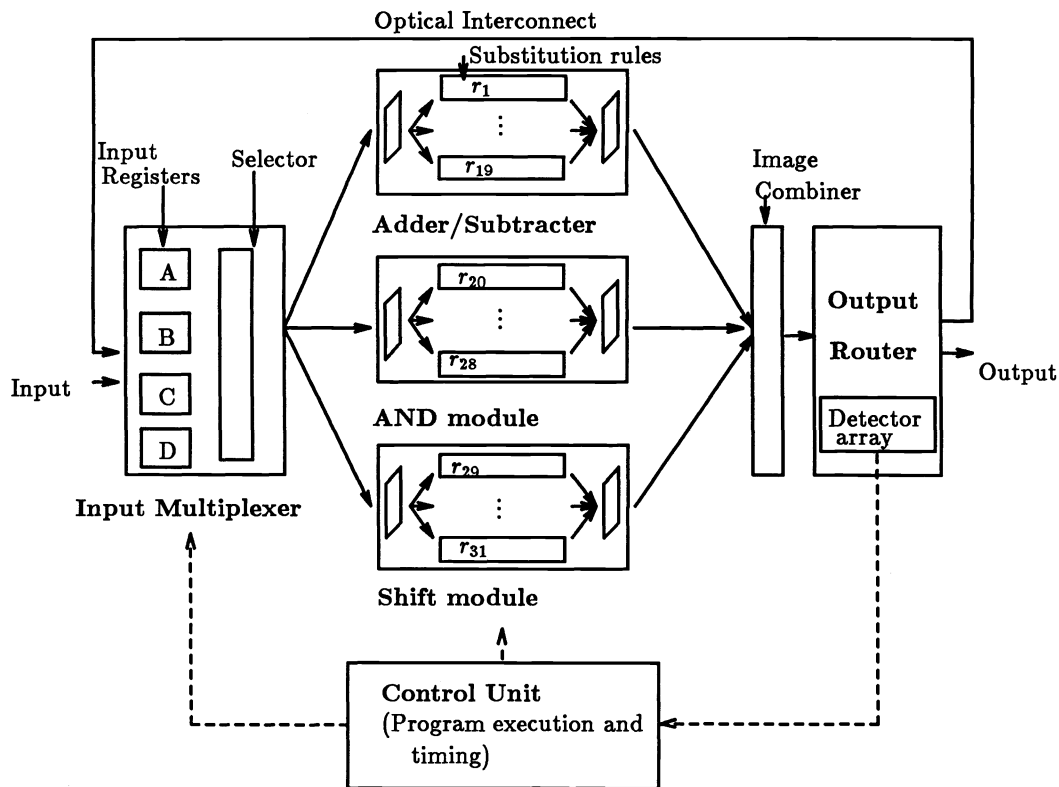 Optical Interconnect
Substitution rules
r1
⋮
r19
Input
Registers
Selector
Image
Combiner
Adder/Subtracter
A
B
C
D
Input
r20
⋮
r28
AND module
Output
Router
Output
Detector
array
Input Multiplexer
r29
⋮
r31
Shift module
Control Unit
(Program execution and
timing)